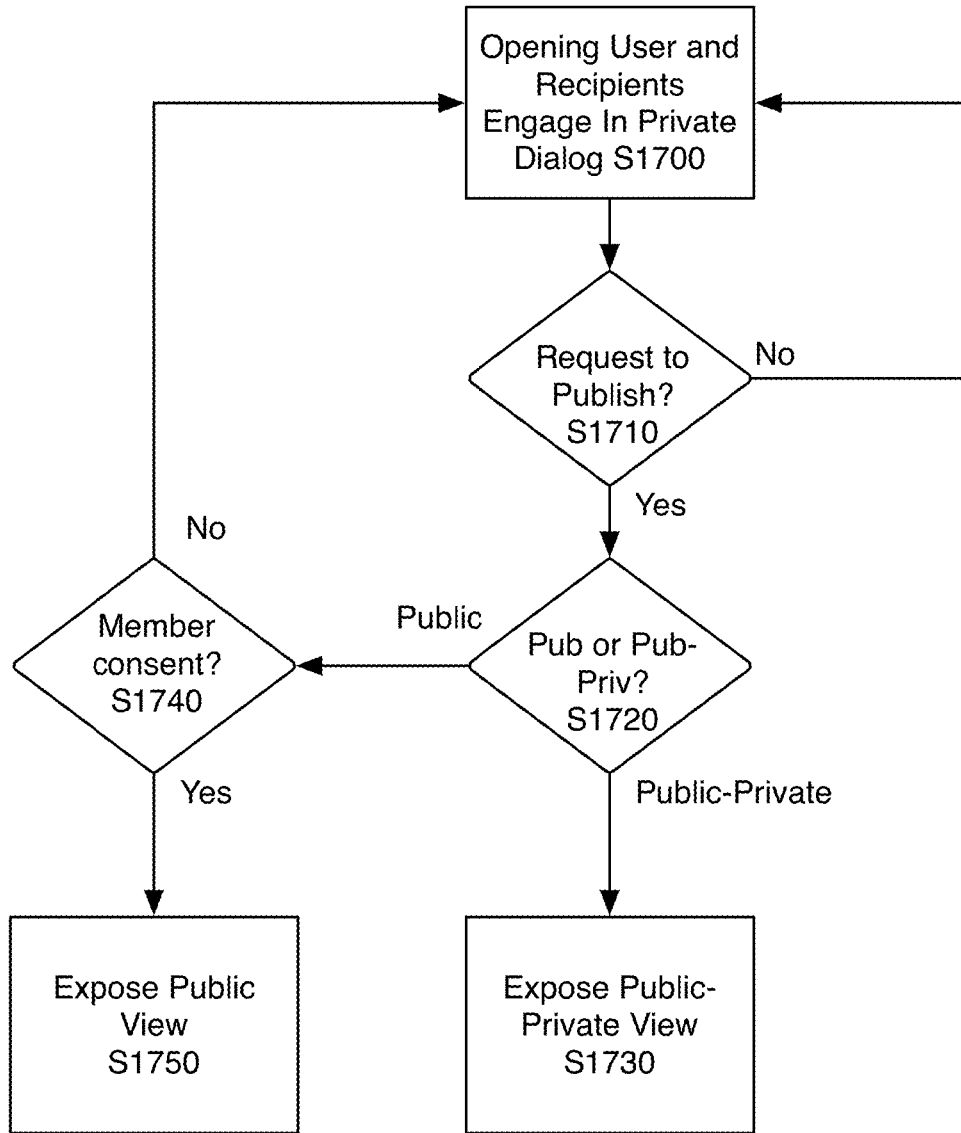 Opening User and
Recipients
Engage In Private
Dialog S1700
Request to
Publish?
S1710
No
Yes
No
Member
consent?
S1740
Public
Pub or Pub-
Priv?
S1720
Yes
Public-Private
Expose Public
View
S1750
Expose Public-
Private View
S1730